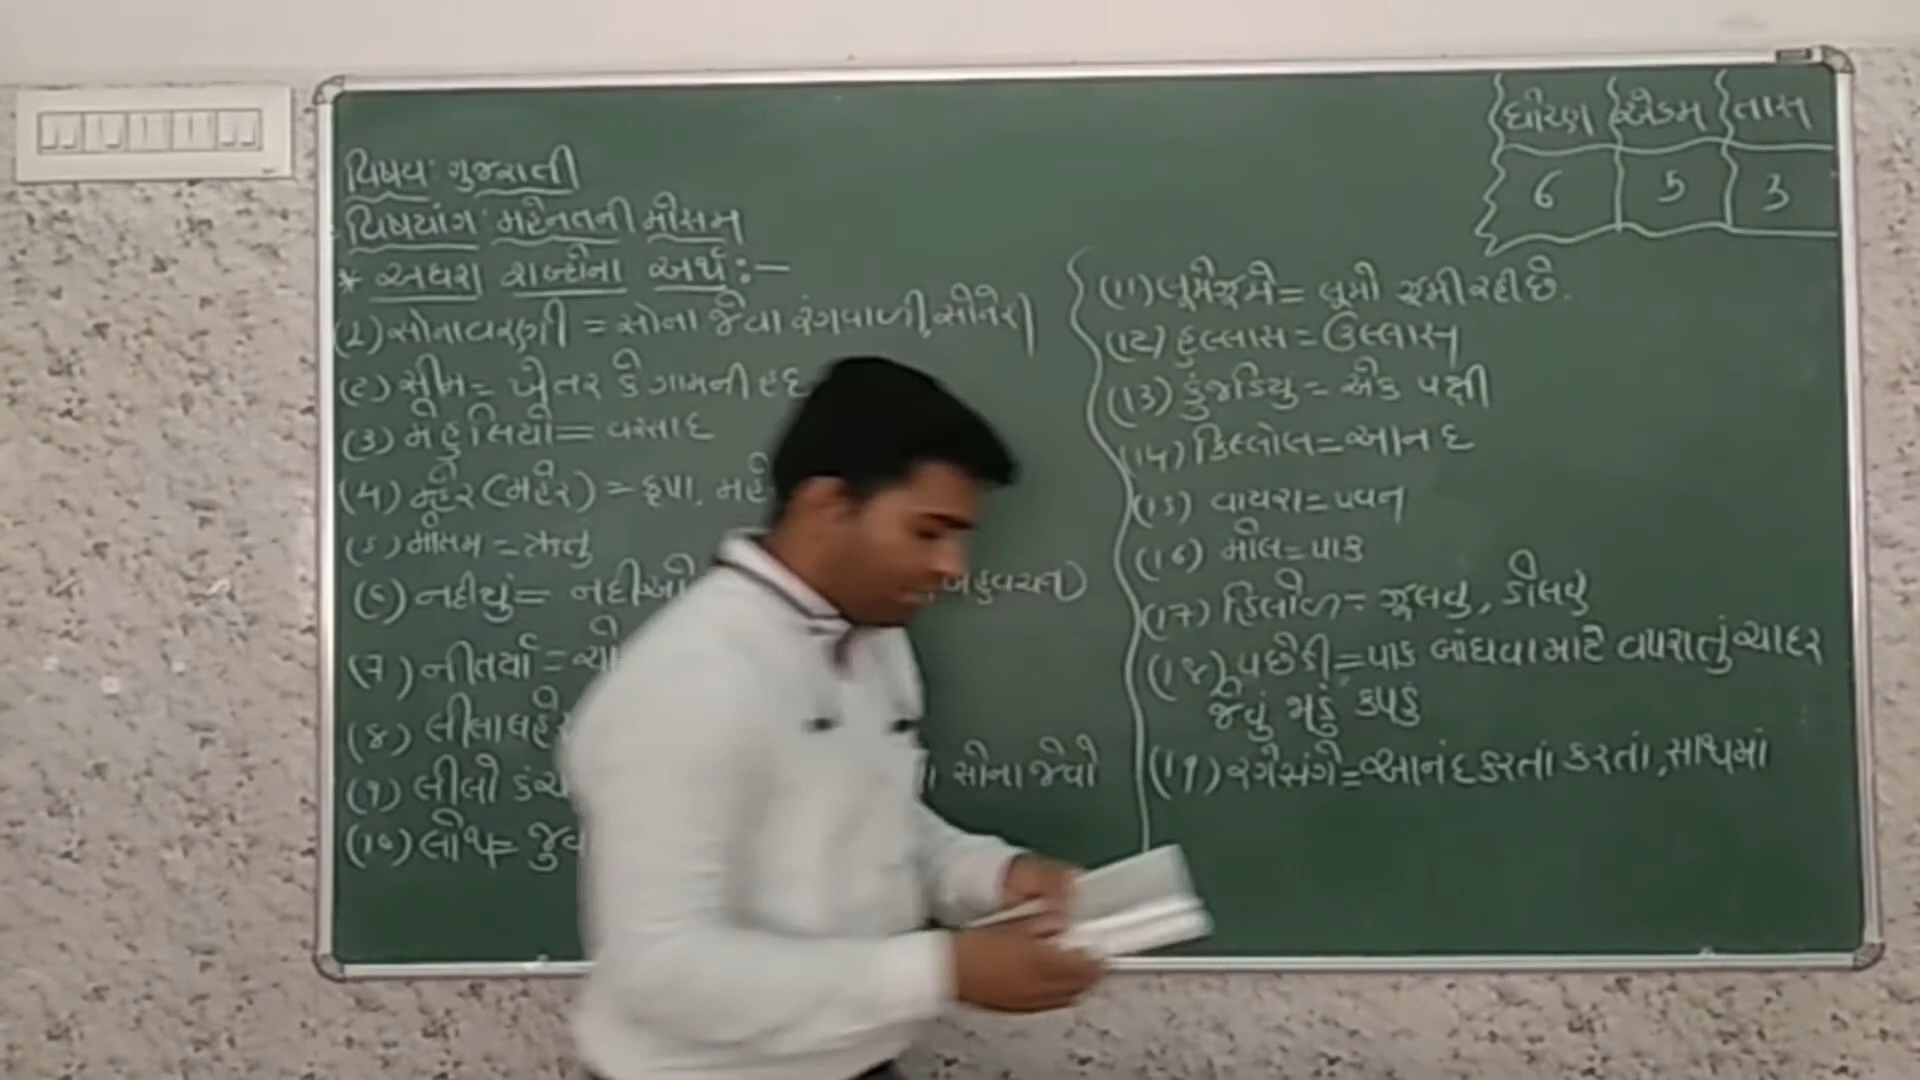 વિષય: ગુજરાતી
વિષયાંગ: મહેનતની મોસમ
* અઘરા શબ્દોના અર્થ :-
(1) સોનાવરણી = સોના જેવા રંગવાળી, સોનેરી
(2) સીમ = ખેતર કે ગામની હદ
(3) મેહુલિયો = વરસાદ
(4) મ્હેર (મહેર) = કૃપા,
(5) મોસમ = ઋતુ
(6) નદીયું = નદીઓ બહુવચન)
(7) નીતર્યા =
(8)
(9) લીલો સોના જેવો
(10) લોથ =
ધોરણ એકમ તાસ
6 5 3
(11) લૂમેઝૂમે = લૂમો ઝૂમી રહી છે.
(12) હુલ્લાસ = ઉલ્લાસ
(13) કુંજડિયું = એક પક્ષી
(14) કિલ્લોલ = આનંદ
(15) વાયરા = પવન
(16) મોલ = પાક
(17) હિલોળ = ઝૂલવું, ડોલવું
(18) પછેડી = પાક બાંધવા માટે વપરાતું ચાદર
જેવું જાડું કપડું
(19) રંગેસંગે = આનંદ કરતાં કરતાં, સાથમાં